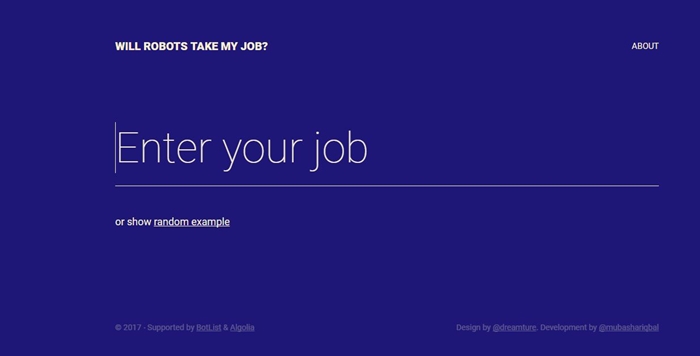 WILL ROBOTS TAKE MY JOB?
ABOUT
Enter your job
or show random example
© 2017 - Supported by BotList & Algolia
Design by @dreamture. Development by @mubashariqbal